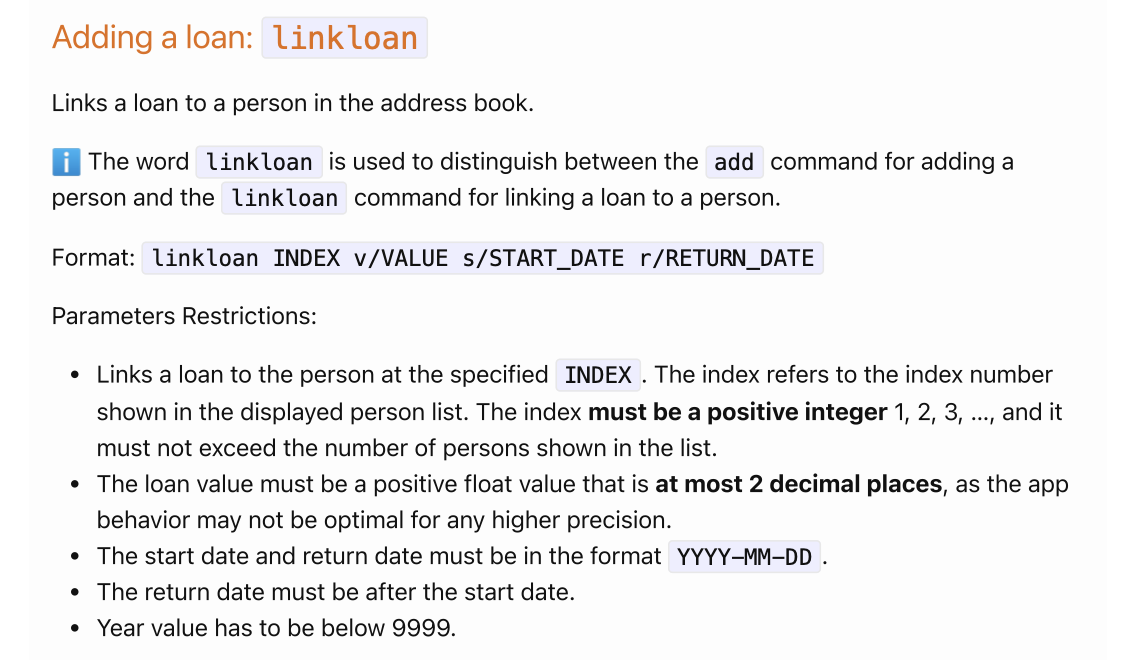 Adding a loan: linkloan
Links a loan to a person in the address book.
ℹ️ The word linkloan is used to distinguish between the add command for adding a
person and the linkloan command for linking a loan to a person.
Format: linkloan INDEX v/VALUE s/START_DATE r/RETURN_DATE
Parameters Restrictions:
• Links a loan to the person at the specified INDEX. The index refers to the index number
shown in the displayed person list. The index must be a positive integer 1, 2, 3, …, and it
must not exceed the number of persons shown in the list.
• The loan value must be a positive float value that is at most 2 decimal places, as the app
behavior may not be optimal for any higher precision.
• The start date and return date must be in the format YYYY-MM-DD.
• The return date must be after the start date.
• Year value has to be below 9999.